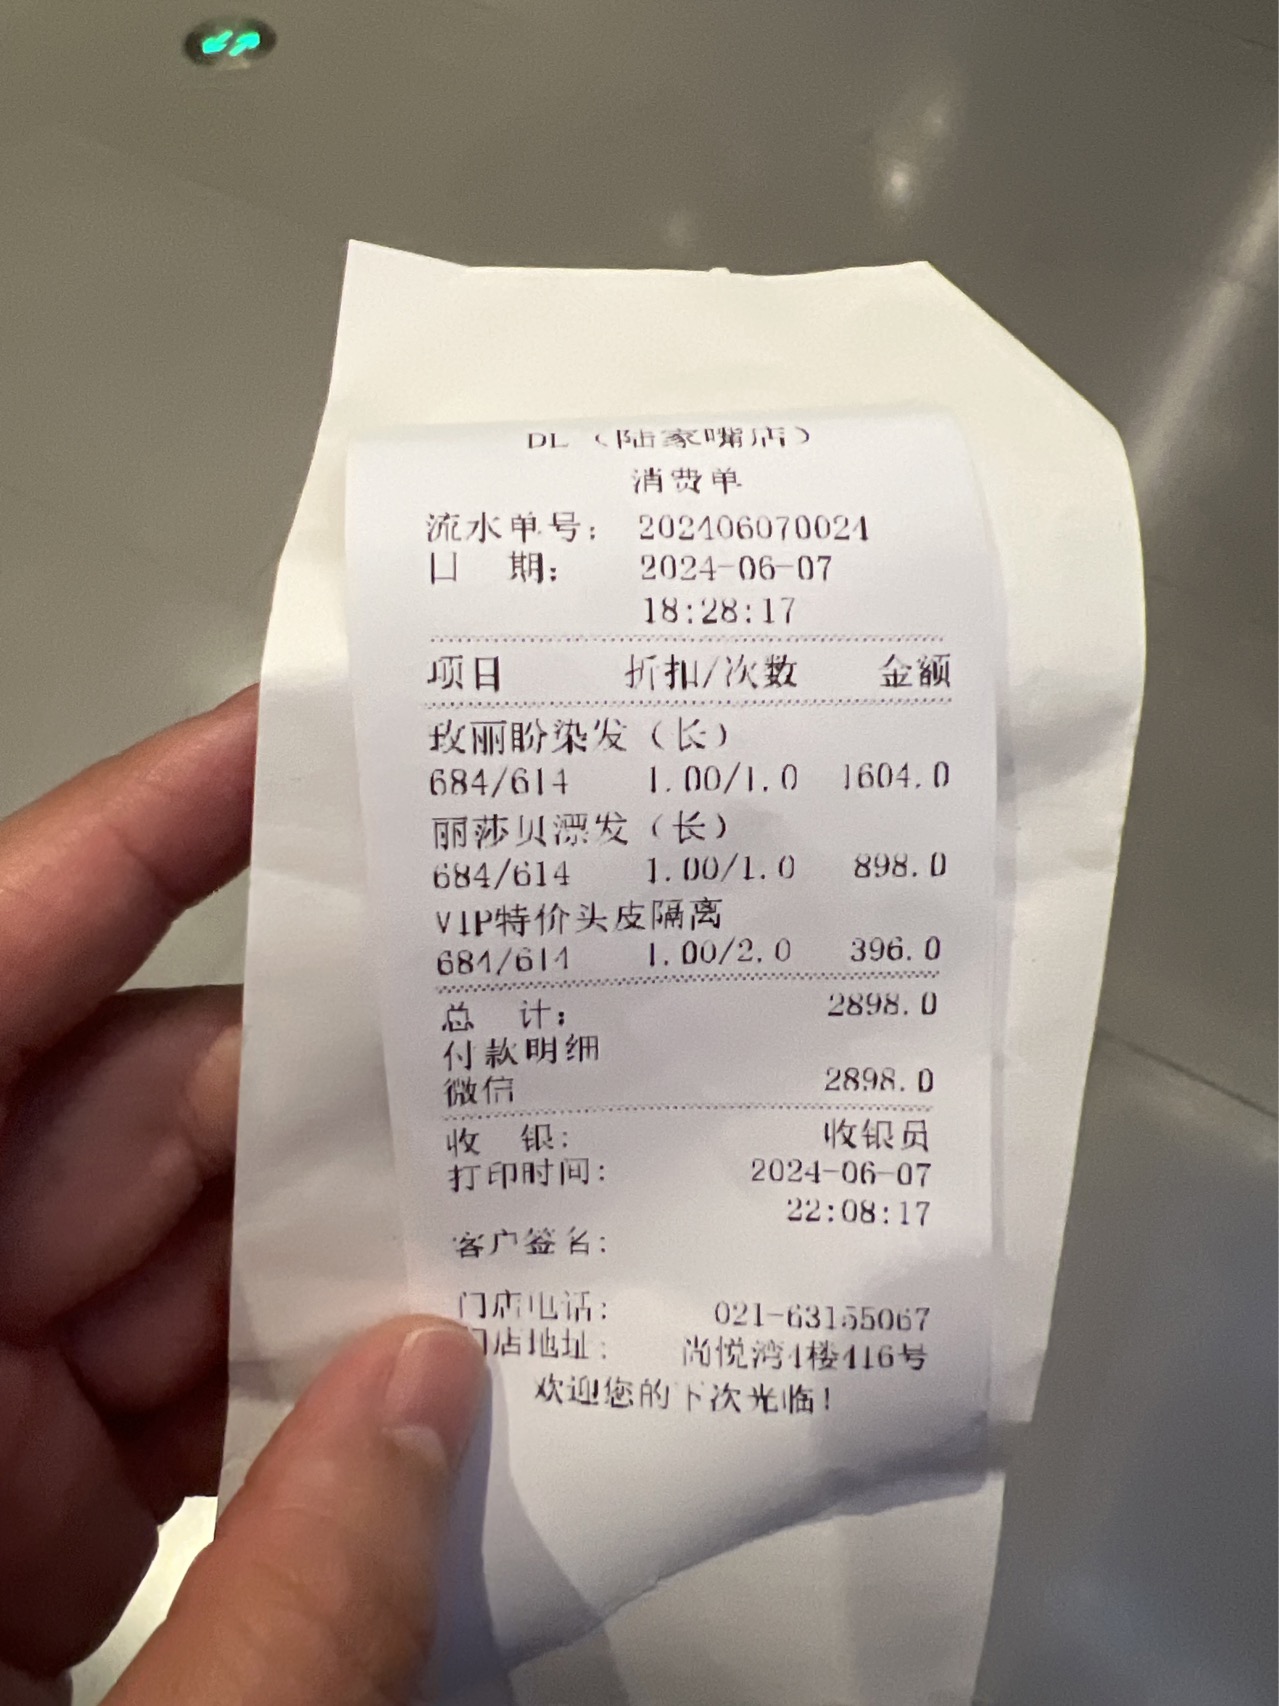 DL（陆家嘴店）
消费单
流水单号： 202406070024
日 期： 2024-06-07
18:28:17
项目 折扣/次数 金额
玫丽盼染发（长）
684/614 1.00/1.0 1604.0
丽莎贝漂发（长）
684/614 1.00/1.0 898.0
VIP特价头皮隔离
684/614 1.00/2.0 396.0
总 计： 2898.0
付款明细
微信 2898.0
收 银： 收银员
打印时间： 2024-06-07
22:08:17
客户签名：
门店电话： 021-63155067
门店地址： 尚悦湾4楼416号
欢迎您的下次光临！